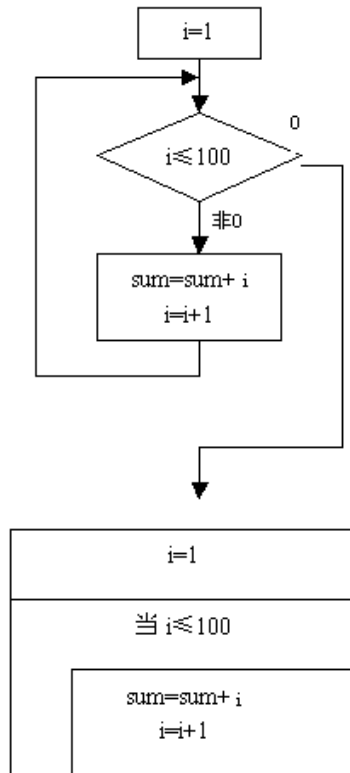 i=1
0
i≤100
非0
sum=sum+ i
i=i+1
i=1
当 i≤100
sum=sum+ i
i=i+1